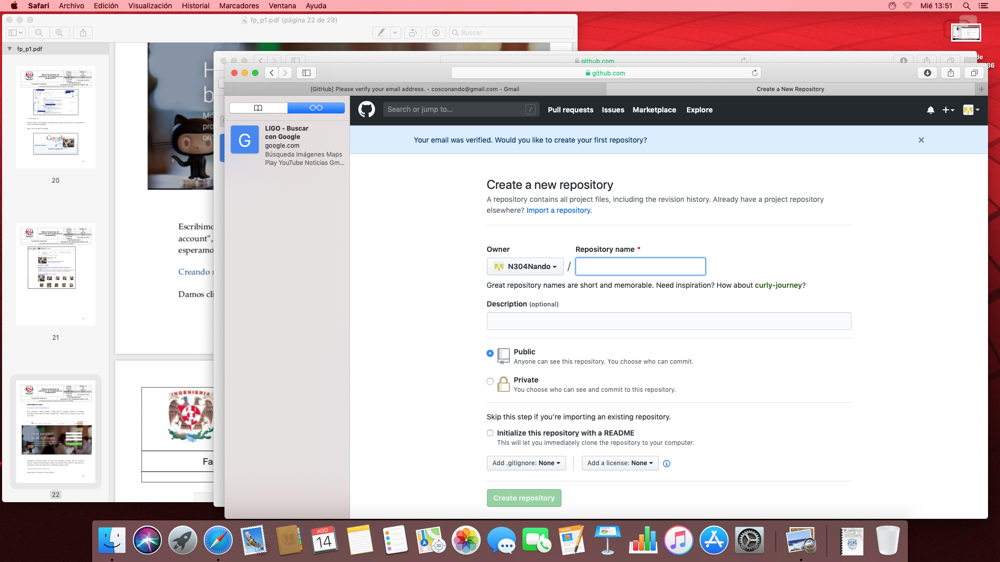 Safari Archivo Edición Visualización Historial Marcadores Ventana Ayuda
Mié 13:51
fp_p1.pdf (página 22 de 29)
Buscar
fp_p1.pdf
20
21
22
Escribimo
account”,
esperamo
Creando r
Damos cli
INGENIERIA
Fa
github.com
github.com
[GitHub] Please verify your email address. - cosconando@gmail.com - Gmail
Create a New Repository
G
LIGO - Buscar
con Google
google.com
Búsqueda Imágenes Maps
Play YouTube Noticias Gm...
Search or jump to...
/
Pull requests Issues Marketplace Explore
Your email was verified. Would you like to create your first repository?
Create a new repository
A repository contains all project files, including the revision history. Already have a project repository
elsewhere? Import a repository.
Owner
Repository name *
N304Nando
/
Great repository names are short and memorable. Need inspiration? How about curly-journey?
Description (optional)
Public
Anyone can see this repository. You choose who can commit.
Private
You choose who can see and commit to this repository.
Skip this step if you’re importing an existing repository.
Initialize this repository with a README
This will let you immediately clone the repository to your computer.
Add .gitignore: None
Add a license: None
Create repository
de
36
AGO
14
3D
PAGES